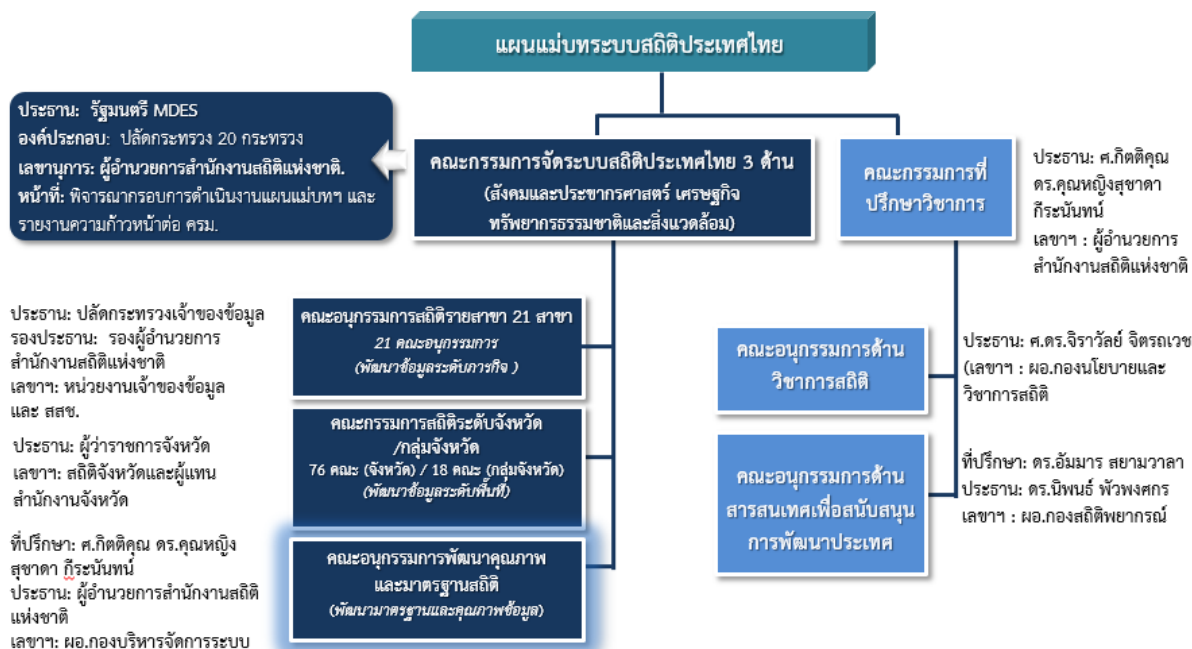 แผนแม่บทระบบสถิติประเทศไทย
ประธาน: รัฐมนตรี MDES
องค์ประกอบ: ปลัดกระทรวง 20 กระทรวง
เลขานุการ: ผู้อำนวยการสำนักงานสถิติแห่งชาติ.
หน้าที่: พิจารณากรอบการดำเนินงานแผนแม่บทฯ และ
รายงานความก้าวหน้าต่อ ครม.
คณะกรรมการจัดระบบสถิติประเทศไทย 3 ด้าน
(สังคมและประชากรศาสตร์ เศรษฐกิจ
ทรัพยากรธรรมชาติและสิ่งแวดล้อม)
คณะกรรมการที่
ปรึกษาวิชาการ
ประธาน: ศ.กิตติคุณ
ดร.คุณหญิงสุชาดา
กีระนันทน์
เลขาฯ : ผู้อำนวยการ
สำนักงานสถิติแห่งชาติ
ประธาน: ปลัดกระทรวงเจ้าของข้อมูล
รองประธาน: รองผู้อำนวยการ
สำนักงานสถิติแห่งชาติ
เลขาฯ: หน่วยงานเจ้าของข้อมูล
และ สสช.
คณะอนุกรรมการสถิติรายสาขา 21 สาขา
21 คณะอนุกรรมการ
(พัฒนาข้อมูลระดับภารกิจ )
คณะอนุกรรมการด้าน
วิชาการสถิติ
ประธาน: ศ.ดร.จิราวัลย์ จิตรถเวช
(เลขาฯ : ผอ.กองนโยบายและ
วิชาการสถิติ
ประธาน: ผู้ว่าราชการจังหวัด
เลขาฯ: สถิติจังหวัดและผู้แทน
สำนักงานจังหวัด
คณะกรรมการสถิติระดับจังหวัด
/กลุ่มจังหวัด
76 คณะ (จังหวัด) / 18 คณะ (กลุ่มจังหวัด)
(พัฒนาข้อมูลระดับพื้นที่)
คณะอนุกรรมการด้าน
สารสนเทศเพื่อสนับสนุน
การพัฒนาประเทศ
ที่ปรึกษา: ดร.อัมมาร สยามวาลา
ประธาน: ดร.นิพนธ์ พัวพงศกร
เลขาฯ : ผอ.กองสถิติพยากรณ์
ที่ปรึกษา: ศ.กิตติคุณ ดร.คุณหญิง
สุชาดา กีระนันทน์
ประธาน: ผู้อำนวยการสำนักงานสถิติ
แห่งชาติ
เลขาฯ: ผอ.กองบริหารจัดการระบบ
คณะอนุกรรมการพัฒนาคุณภาพ
และมาตรฐานสถิติ
(พัฒนามาตรฐานและคุณภาพข้อมูล)